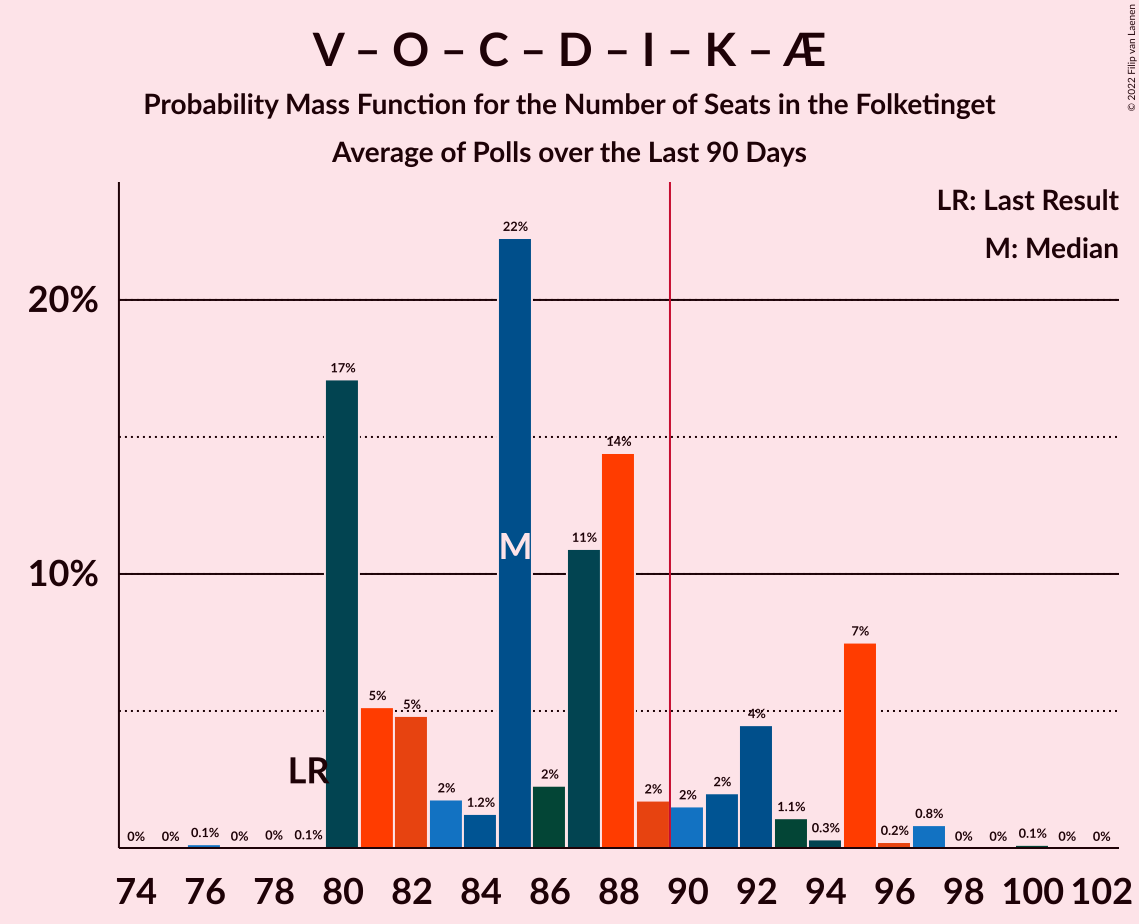 V – O – C – D – I – K – Æ
Probability Mass Function for the Number of Seats in the Folketinget
Average of Polls over the Last 90 Days
© 2022 Filip van Laenen
LR: Last Result
M: Median
20%
10%
0% 0% 0.1% 0% 0% 0.1% 17% 5% 5% 2% 1.2% 22% 2% 11% 14% 2% 2% 2% 4% 1.1% 0.3% 7% 0.2% 0.8% 0% 0% 0.1% 0% 0%
LR
M
74 76 78 80 82 84 86 88 90 92 94 96 98 100 102